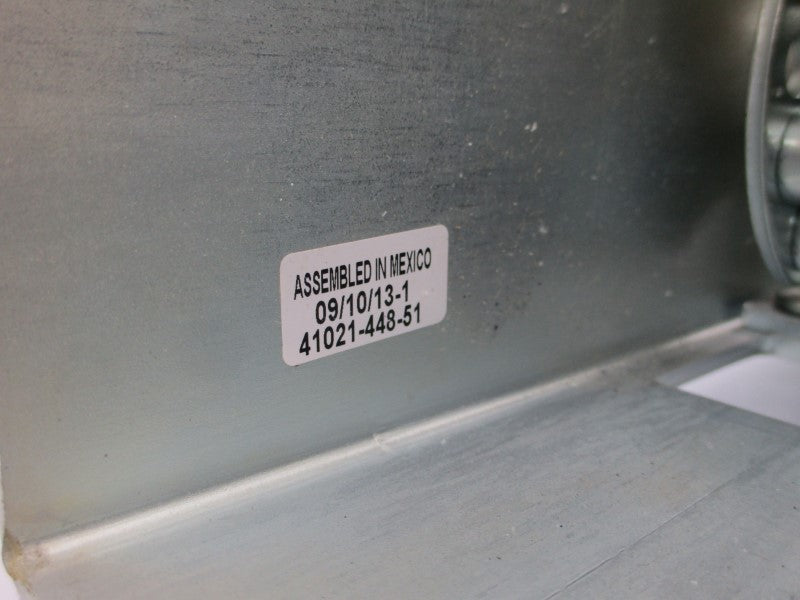 ASSEMBLED IN MEXICO
09/10/13-1
41021-448-51